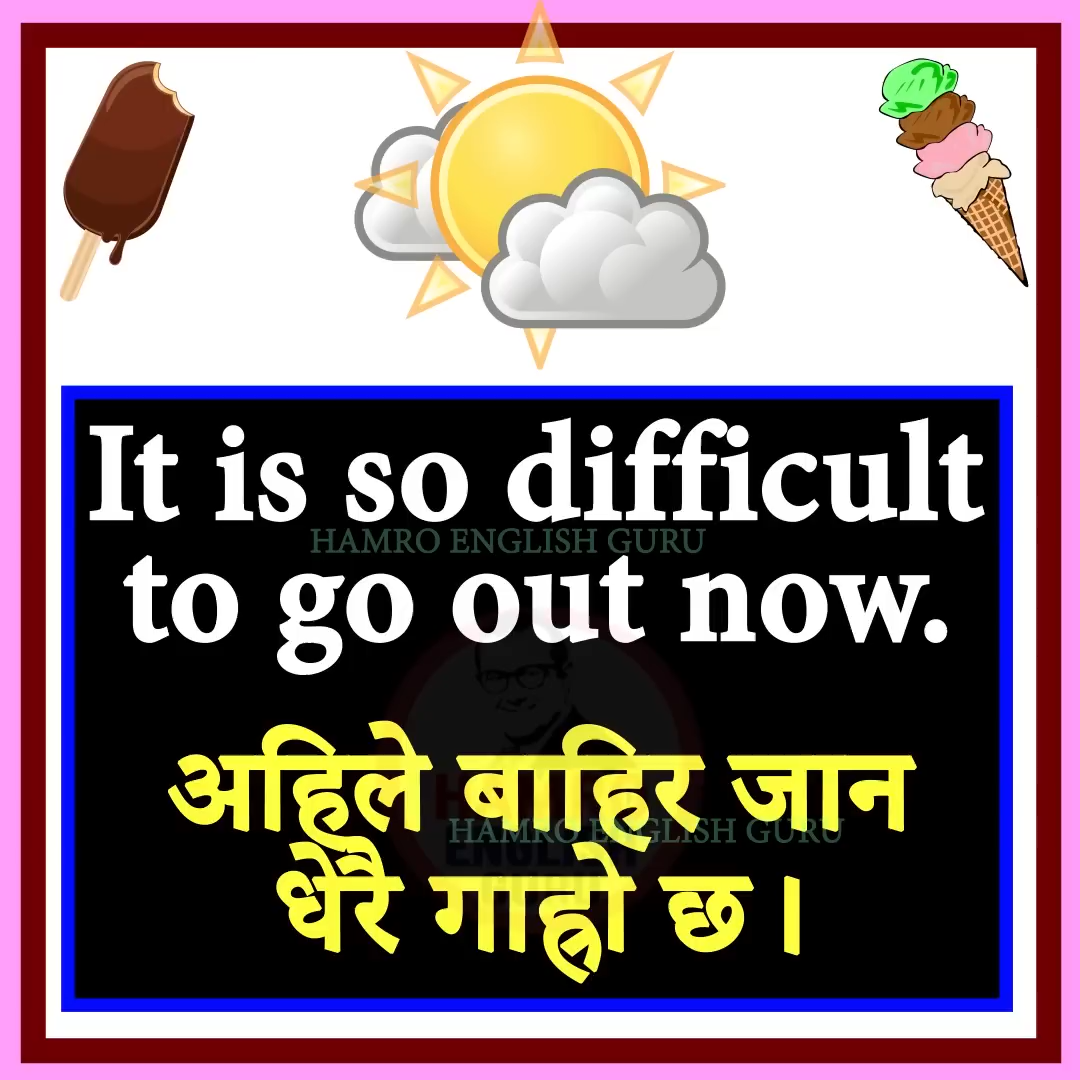 It is so difficult
HAMRO ENGLISH GURU
to go out now.
अहिले बाहिर जान
HAMRO ENGLISH GURU
धेरै गाह्रो छ ।